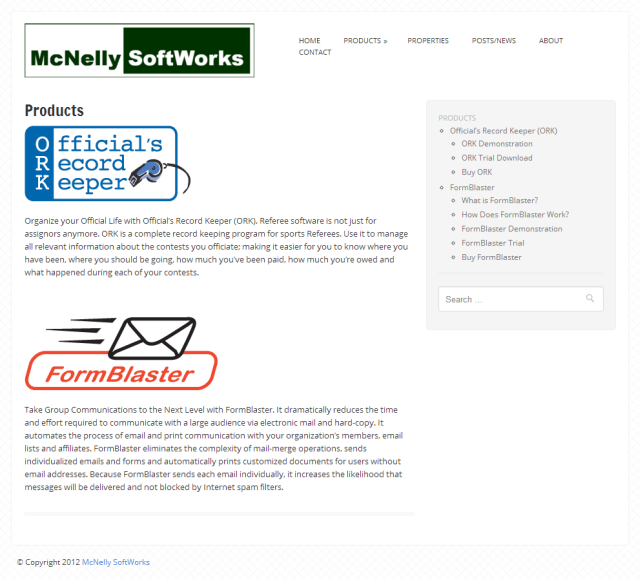 McNelly SoftWorks
HOME PRODUCTS » PROPERTIES POSTS/NEWS ABOUT
CONTACT
Products
Official's
Record
Keeper
Organize your Official Life with Official's Record Keeper (ORK). Referee software is not just for
assignors anymore. ORK is a complete record keeping program for sports Referees. Use it to manage
all relevant information about the contests you officiate; making it easier for you to know where you
have been, where you should be going, how much you've been paid, how much you're owed and
what happened during each of your contests.
FormBlaster
Take Group Communications to the Next Level with FormBlaster. It dramatically reduces the time
and effort required to communicate with a large audience via electronic mail and hard-copy. It
automates the process of email and print communication with your organization's members, email
lists and affiliates. FormBlaster eliminates the complexity of mail-merge operations, sends
individualized emails and forms and automatically prints customized documents for users without
email addresses. Because FormBlaster sends each email individually, it increases the likelihood that
messages will be delivered and not blocked by Internet spam filters.
PRODUCTS
Official's Record Keeper (ORK)
ORK Demonstration
ORK Trial Download
Buy ORK
FormBlaster
What is FormBlaster?
How Does FormBlaster Work?
FormBlaster Demonstration
FormBlaster Trial
Buy FormBlaster
Search …
© Copyright 2012 McNelly SoftWorks